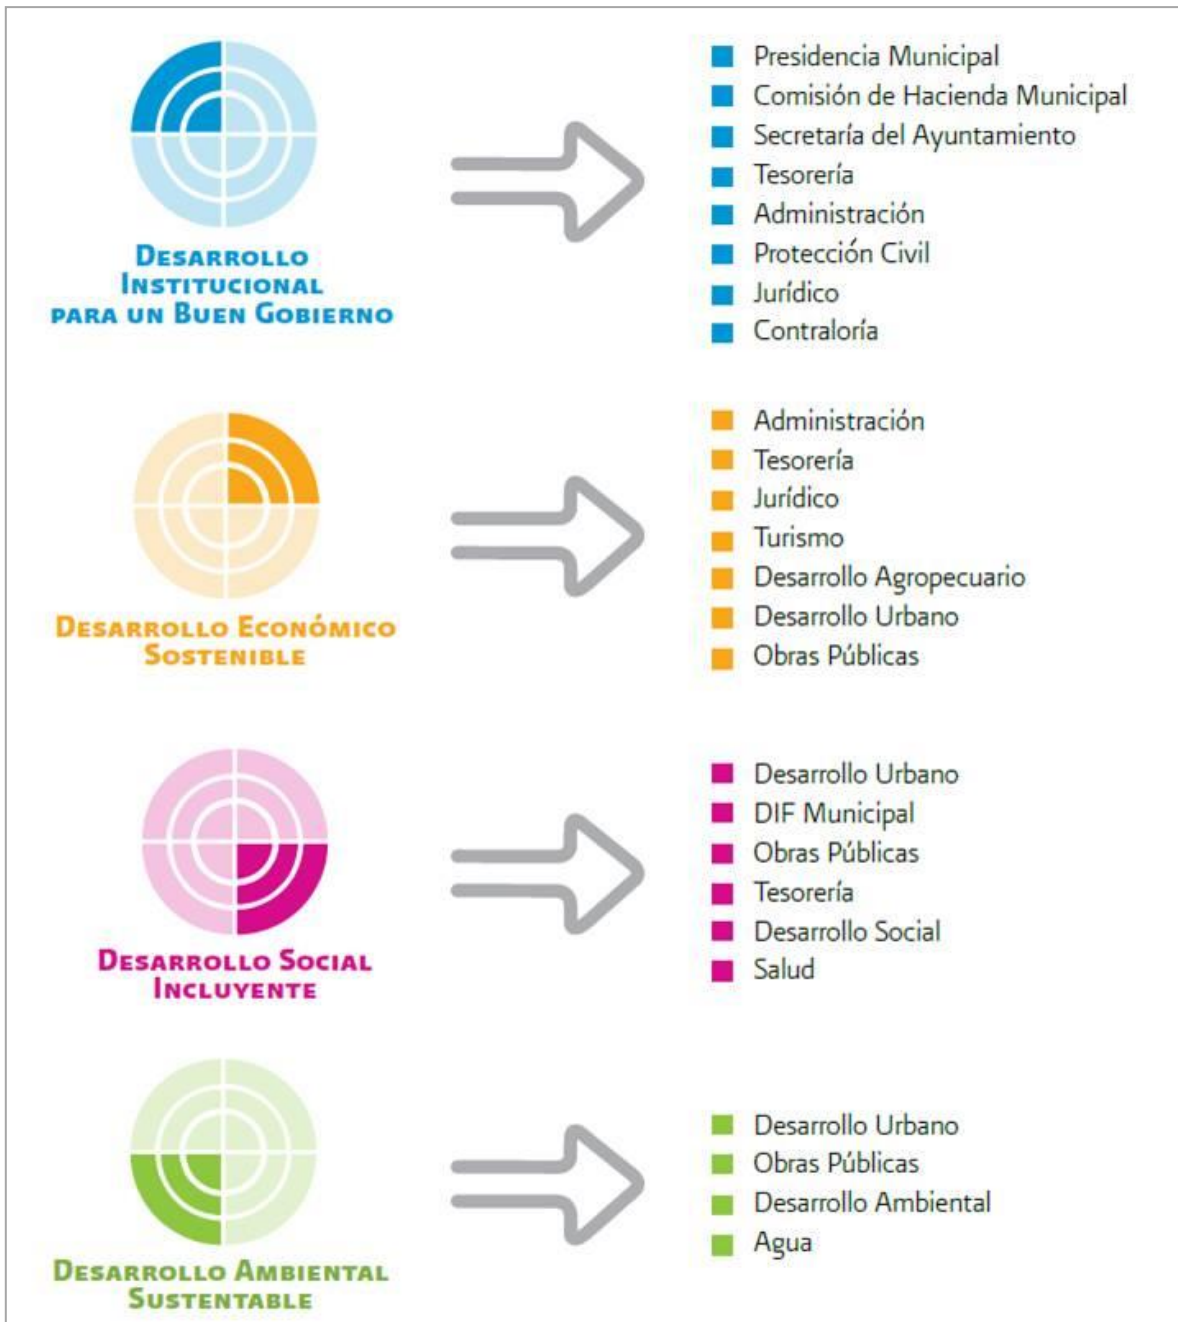 DESARROLLO
INSTITUCIONAL
PARA UN BUEN GOBIERNO
Presidencia Municipal
Comisión de Hacienda Municipal
Secretaría del Ayuntamiento
Tesorería
Administración
Protección Civil
Jurídico
Contraloría
DESARROLLO ECONÓMICO
SOSTENIBLE
Administración
Tesorería
Jurídico
Turismo
Desarrollo Agropecuario
Desarrollo Urbano
Obras Públicas
DESARROLLO SOCIAL
INCLUYENTE
Desarrollo Urbano
DIF Municipal
Obras Públicas
Tesorería
Desarrollo Social
Salud
DESARROLLO AMBIENTAL
SUSTENTABLE
Desarrollo Urbano
Obras Públicas
Desarrollo Ambiental
Agua